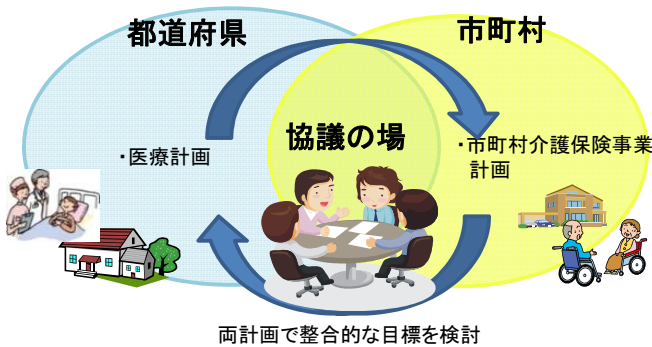 都道府県
市町村
協議の場
・医療計画
・市町村介護保険事業
計画
両計画で整合的な目標を検討